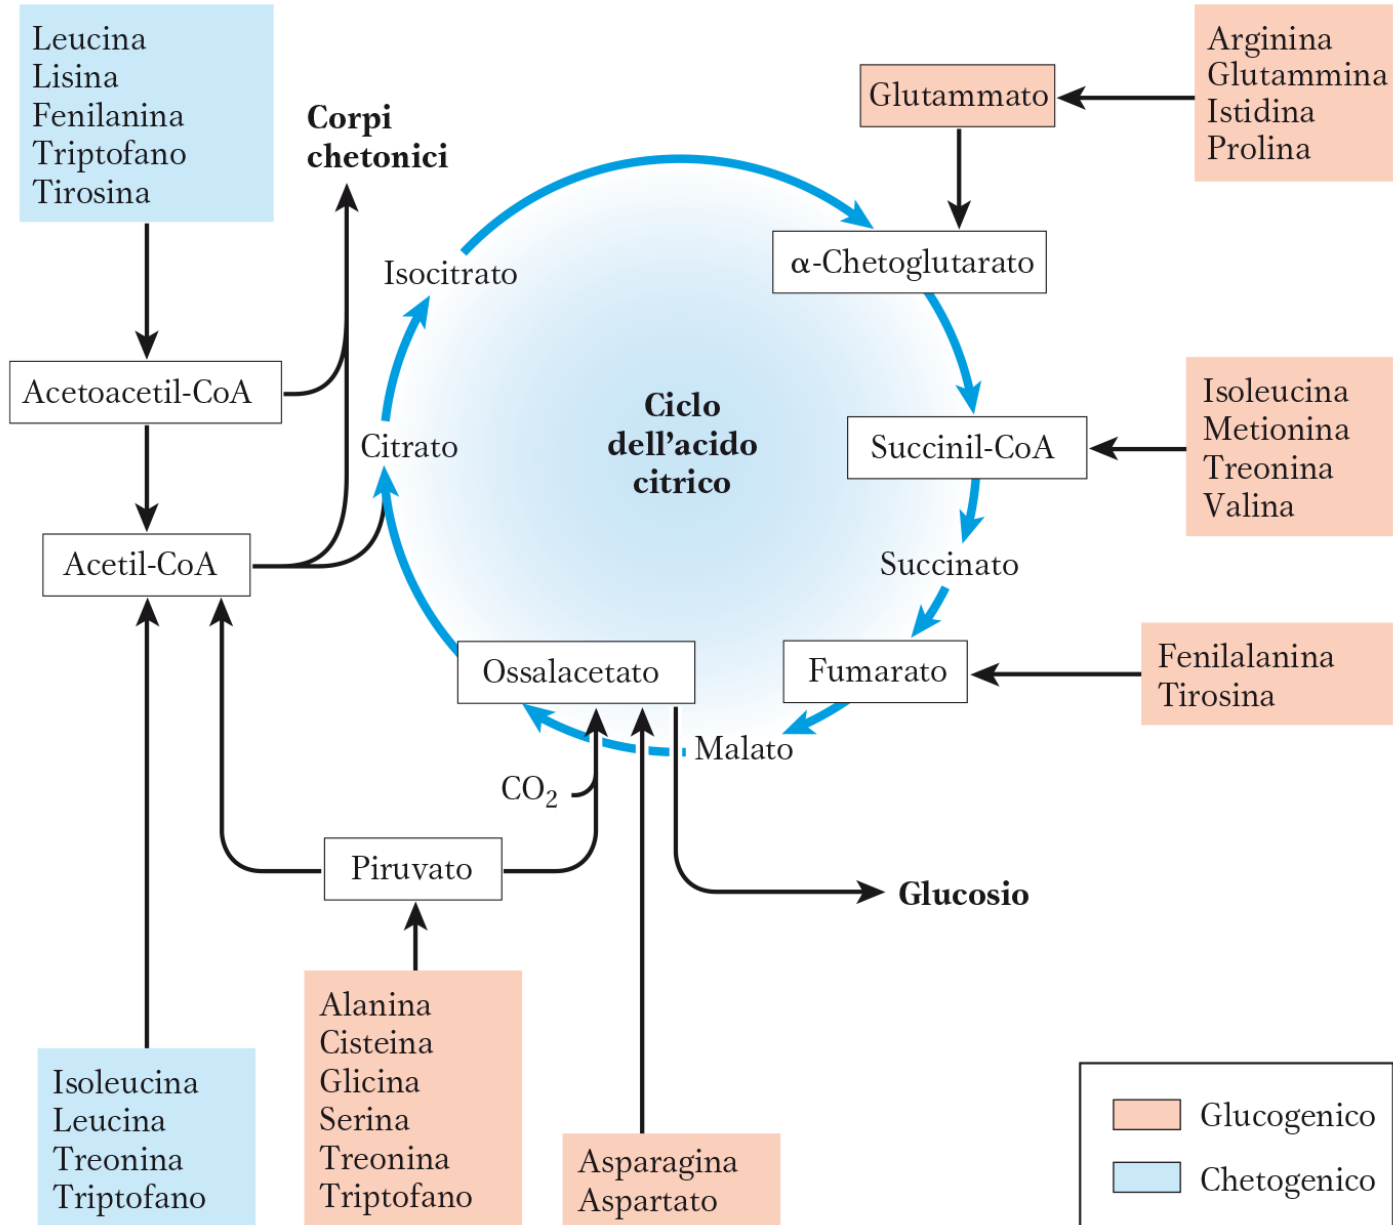 Leucina
Lisina
Fenilanina
Triptofano
Tirosina
Corpi
chetonici
Glutammato
Arginina
Glutammina
Istidina
Prolina
Isocitrato
α-Chetoglutarato
Acetoacetil-CoA
Citrato
Ciclo
dell'acido
citrico
Succinil-CoA
Isoleucina
Metionina
Treonina
Valina
Acetil-CoA
Succinato
Ossalacetato
Fumarato
Fenilalanina
Tirosina
Malato
CO₂
Piruvato
Glucosio
Isoleucina
Leucina
Treonina
Triptofano
Alanina
Cisteina
Glicina
Serina
Treonina
Triptofano
Asparagina
Aspartato
Glucogenico
Chetogenico